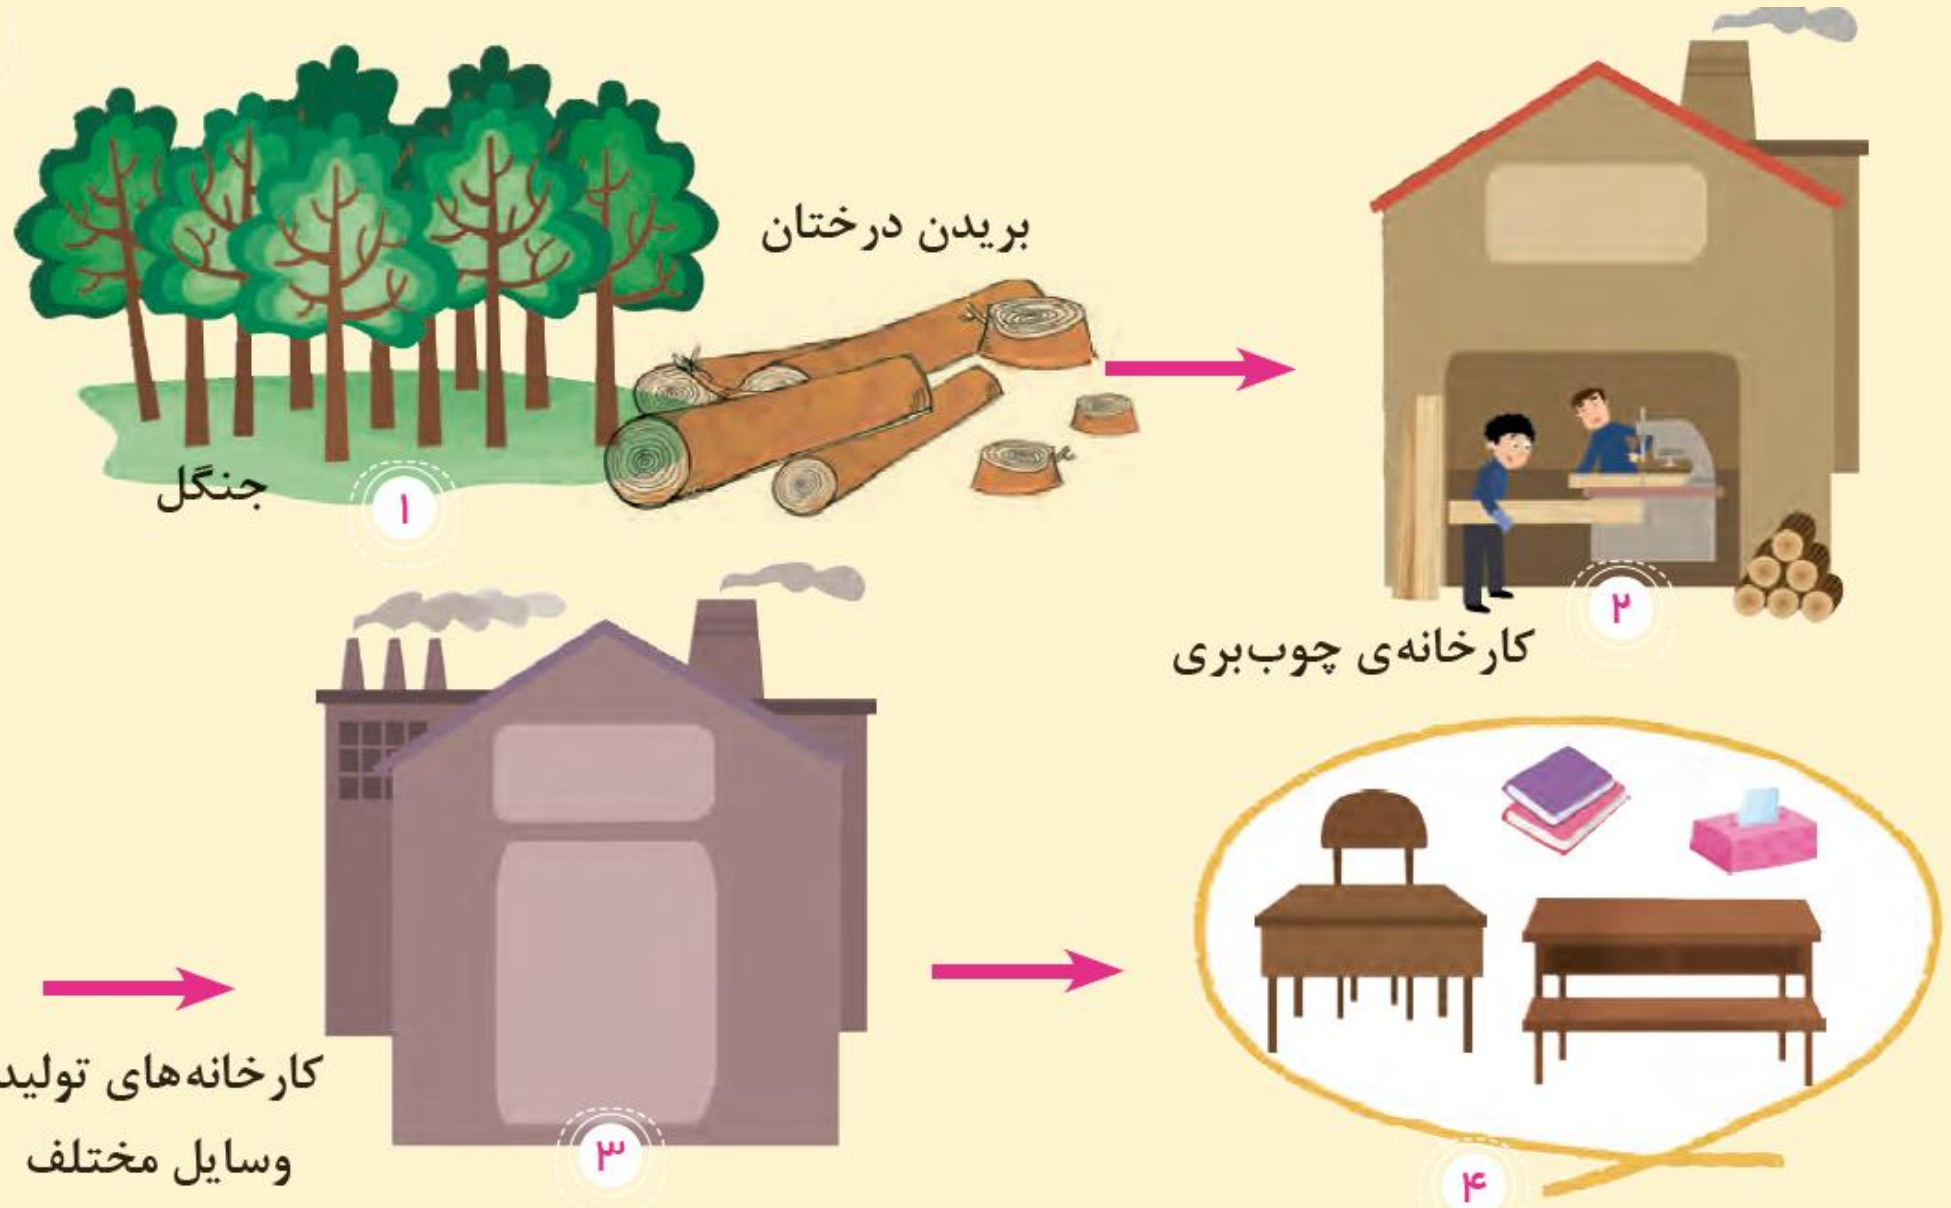 بریدن درختان
جنگل
۱
۲
کارخانه‌ی چوب‌بری
کارخانه‌های تولید
وسایل مختلف
۳
۴